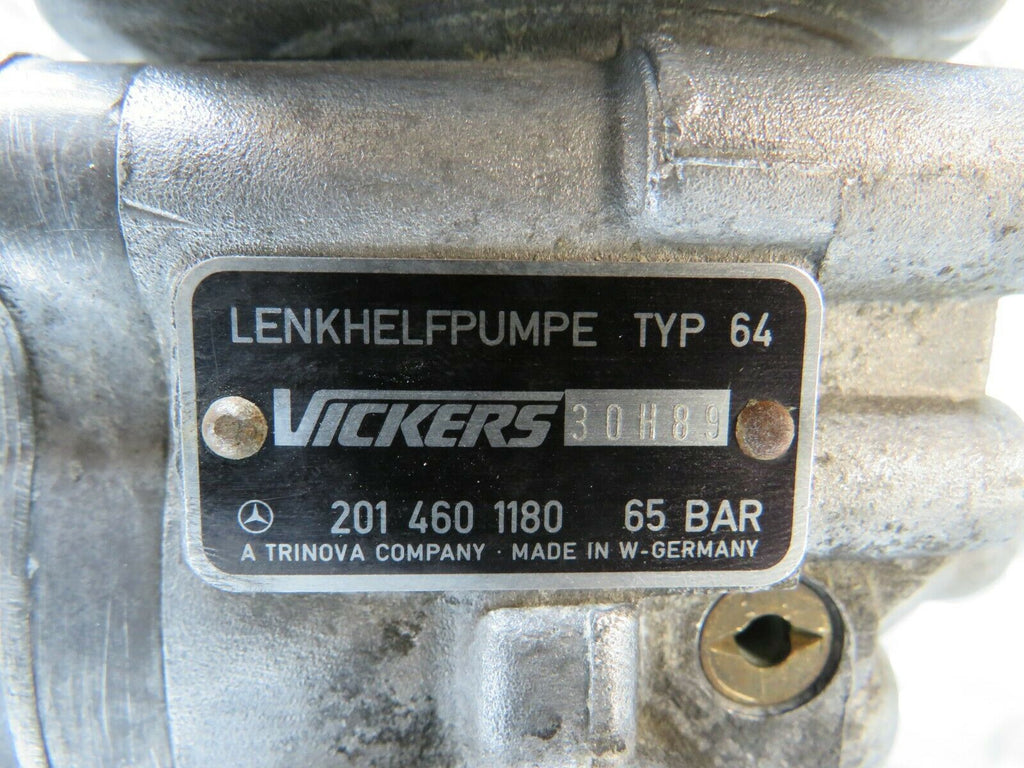 LENKHELFPUMPE TYP 64
VICKERS 30H89
201 460 1180 65 BAR
A TRINOVA COMPANY · MADE IN W-GERMANY